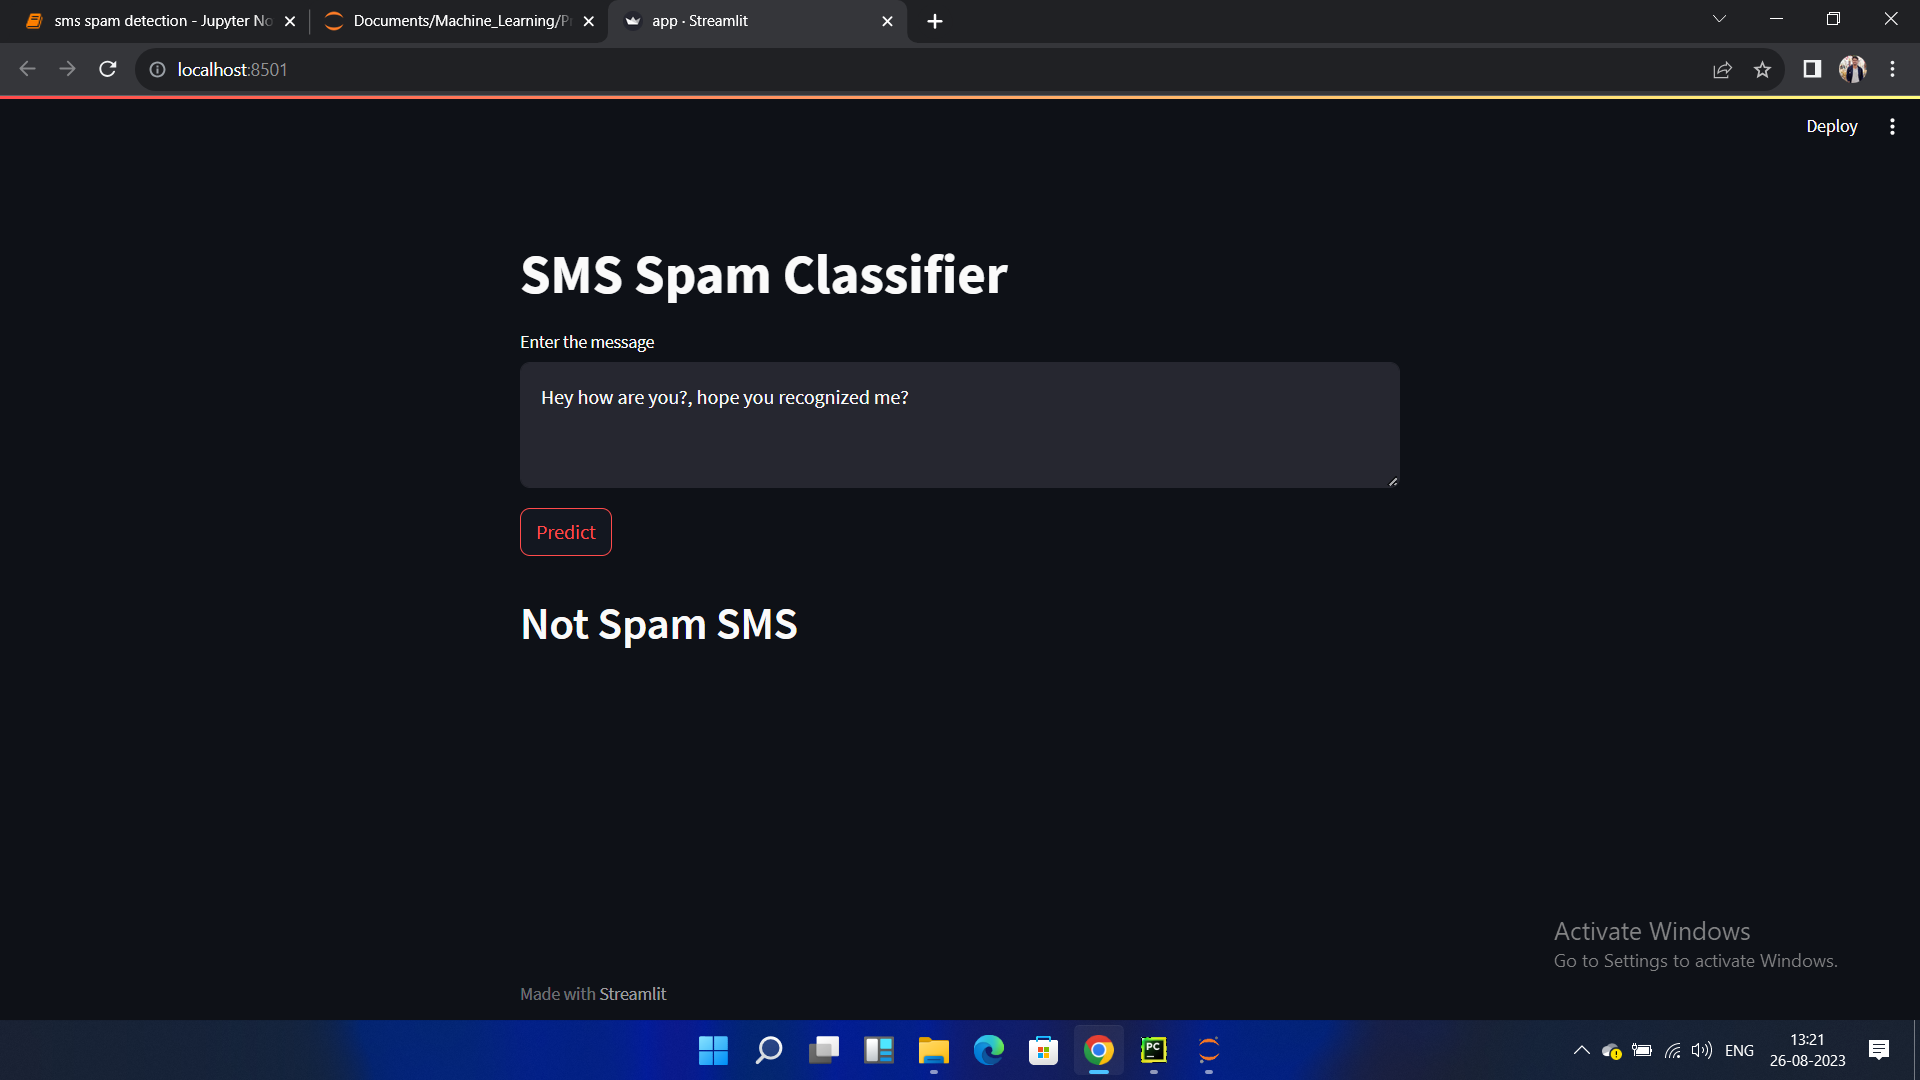 sms spam detection - Jupyter No
Documents/Machine_Learning/Pr
app · Streamlit
localhost:8501
Deploy
SMS Spam Classifier
Enter the message
Hey how are you?, hope you recognized me?
Predict
Not Spam SMS
Activate Windows
Go to Settings to activate Windows.
Made with Streamlit
PC
ENG
13:21
26-08-2023